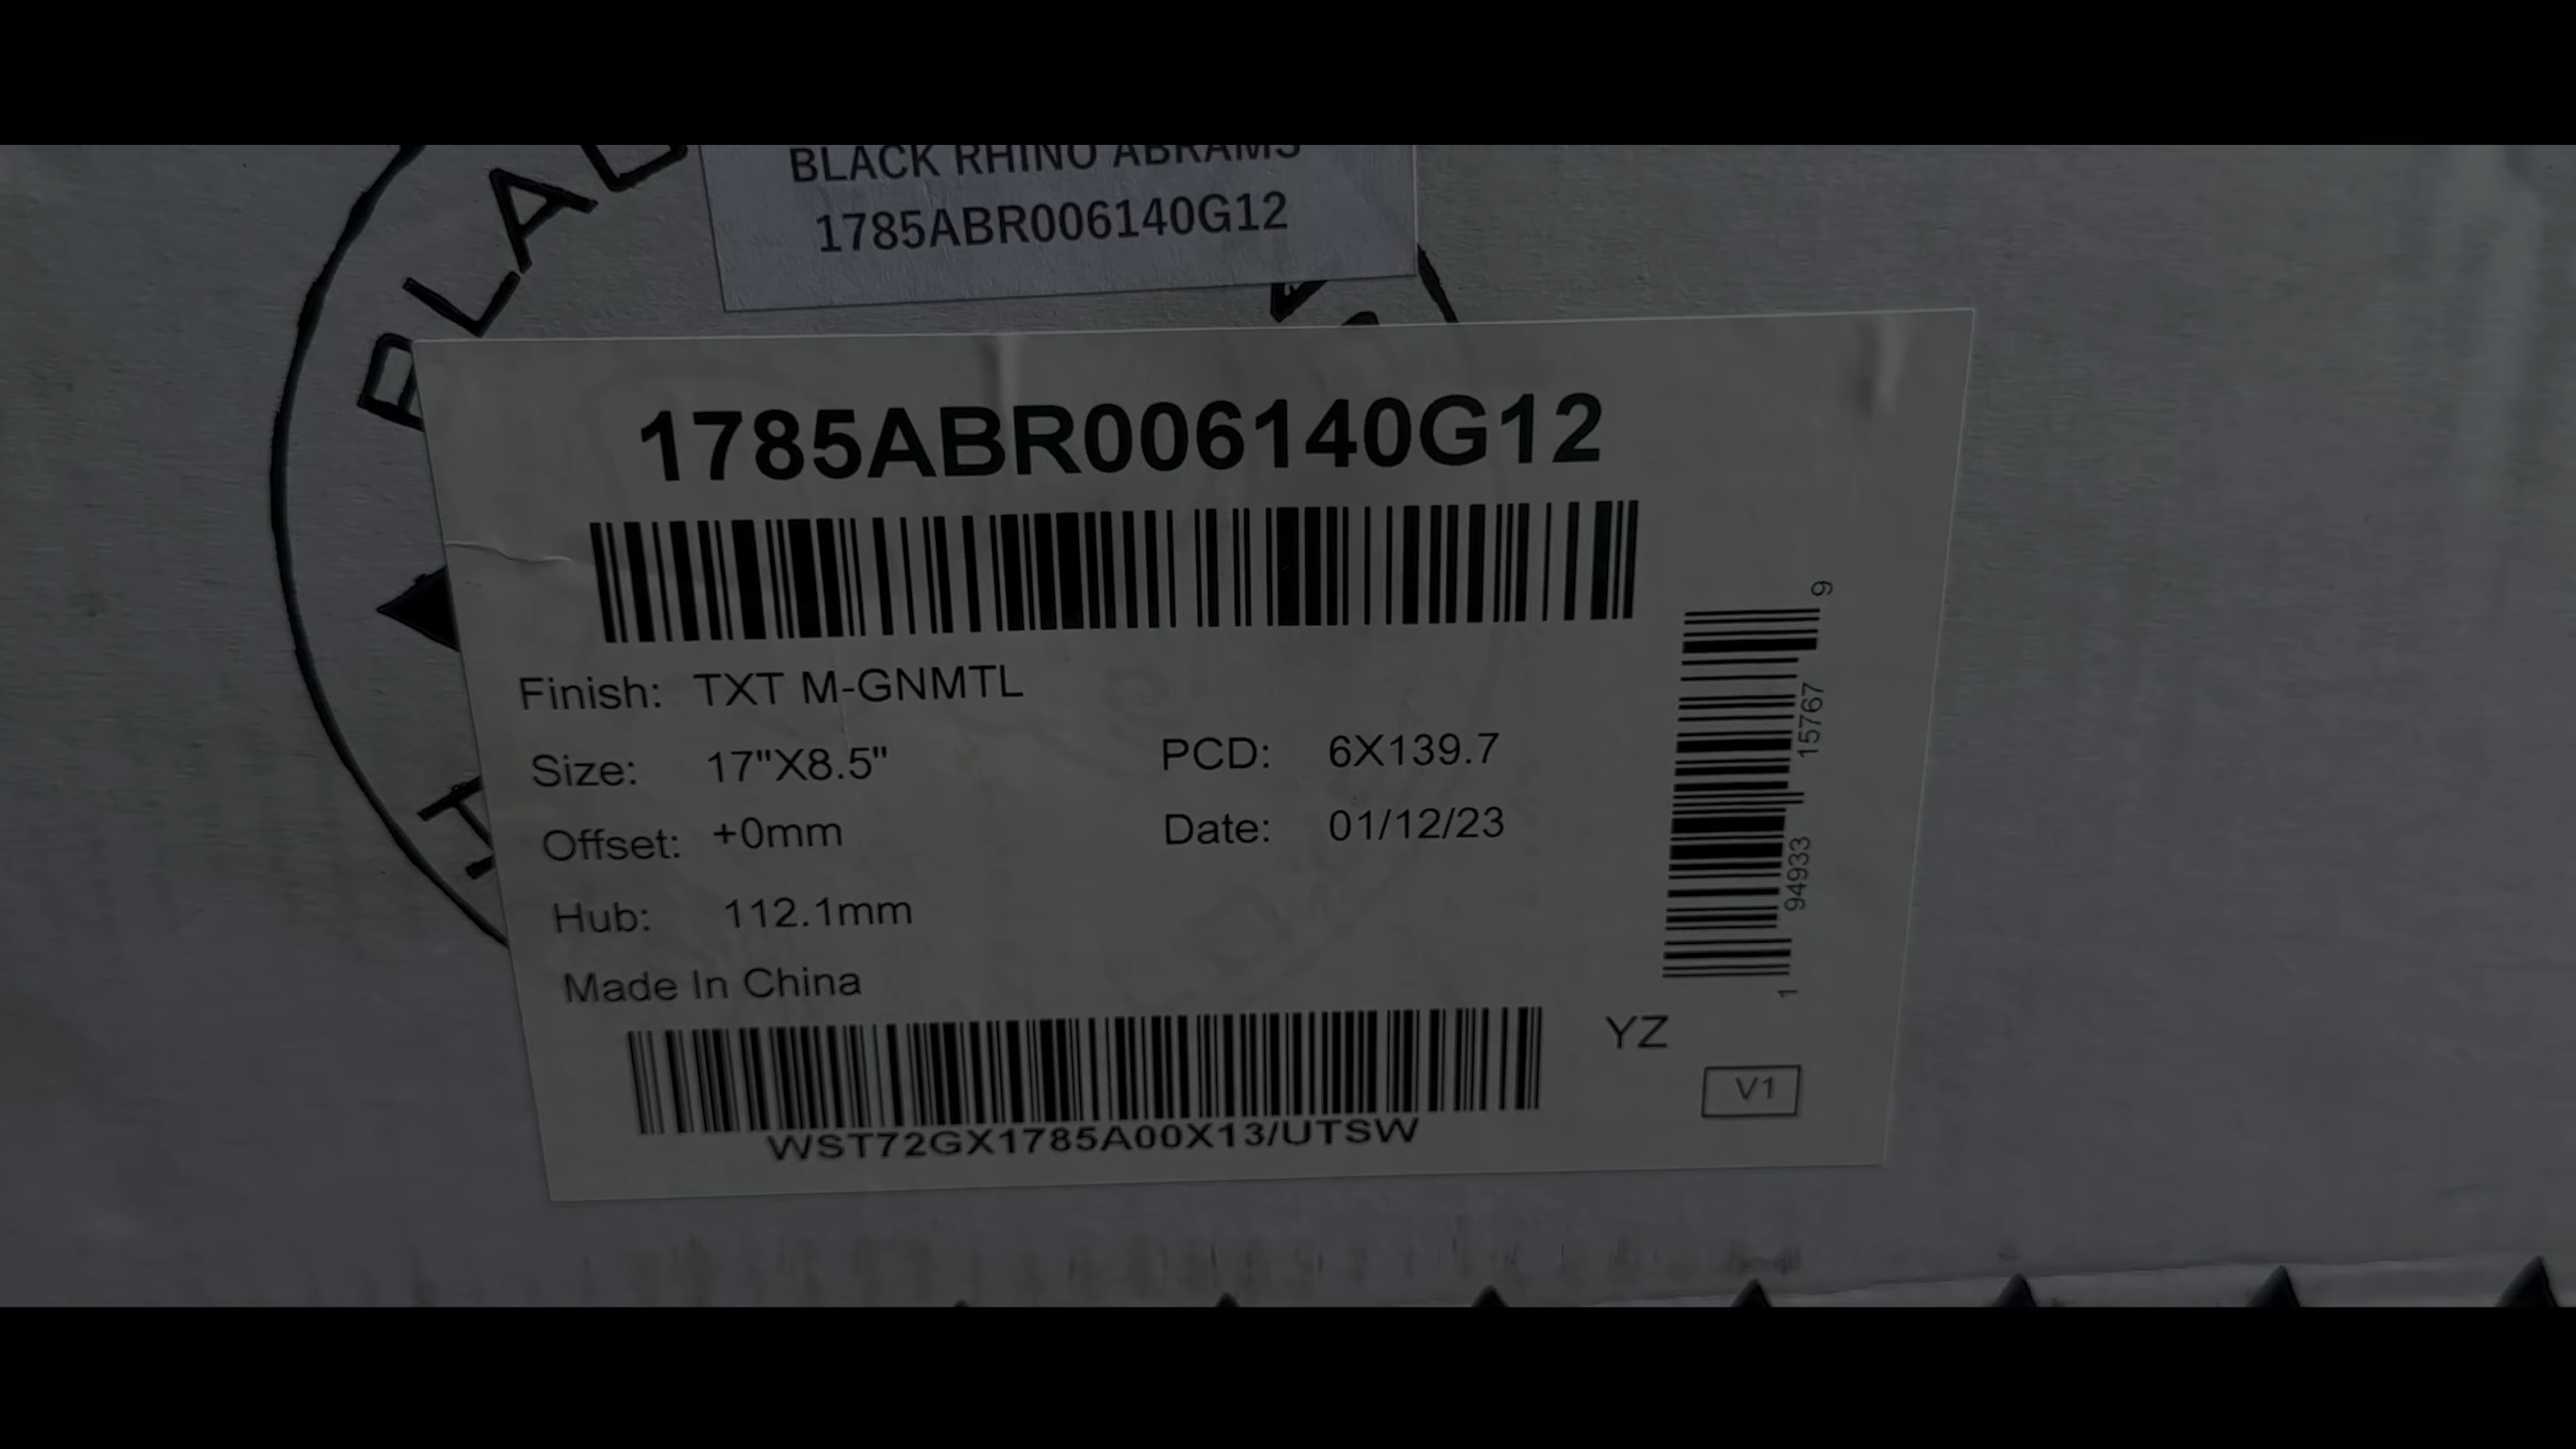 BLACK RHINO ABRAMS
1785ABR006140G12
1785ABR006140G12
Finish: TXT M-GNMTL
Size: 17"X8.5"
PCD: 6X139.7
Offset: +0mm
Date: 01/12/23
Hub: 112.1mm
Made In China
1 94933 15767 9
WST72GX1785A00X13/UTSW
YZ
V1